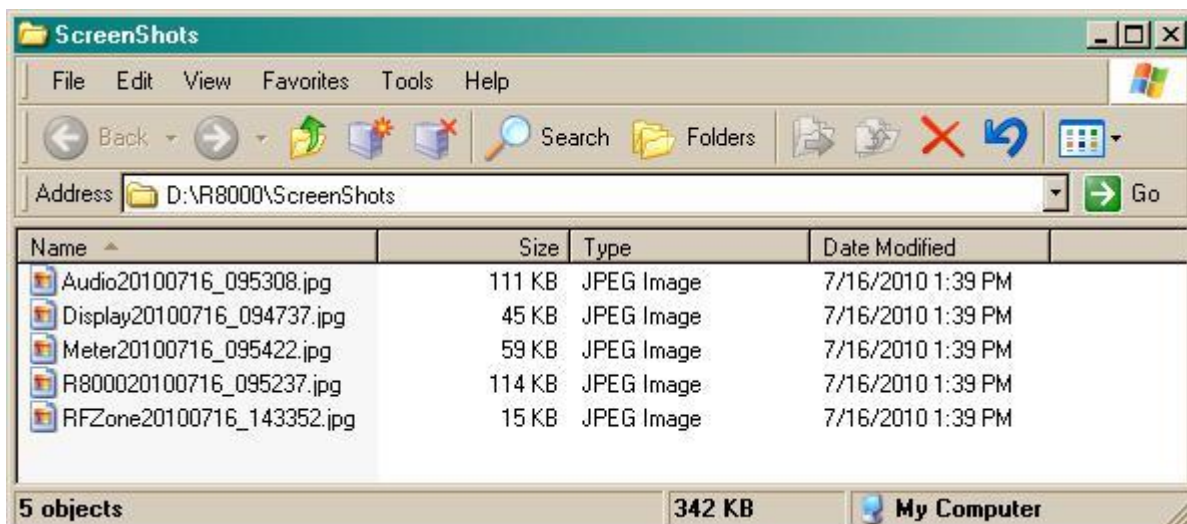 ScreenShots
File Edit View Favorites Tools Help
Back Search Folders
Address D:\R8000\ScreenShots Go
Name Size Type Date Modified
Audio20100716_095308.jpg 111 KB JPEG Image 7/16/2010 1:39 PM
Display20100716_094737.jpg 45 KB JPEG Image 7/16/2010 1:39 PM
Meter20100716_095422.jpg 59 KB JPEG Image 7/16/2010 1:39 PM
R800020100716_095237.jpg 114 KB JPEG Image 7/16/2010 1:39 PM
RFZone20100716_143352.jpg 15 KB JPEG Image 7/16/2010 1:39 PM
5 objects 342 KB My Computer